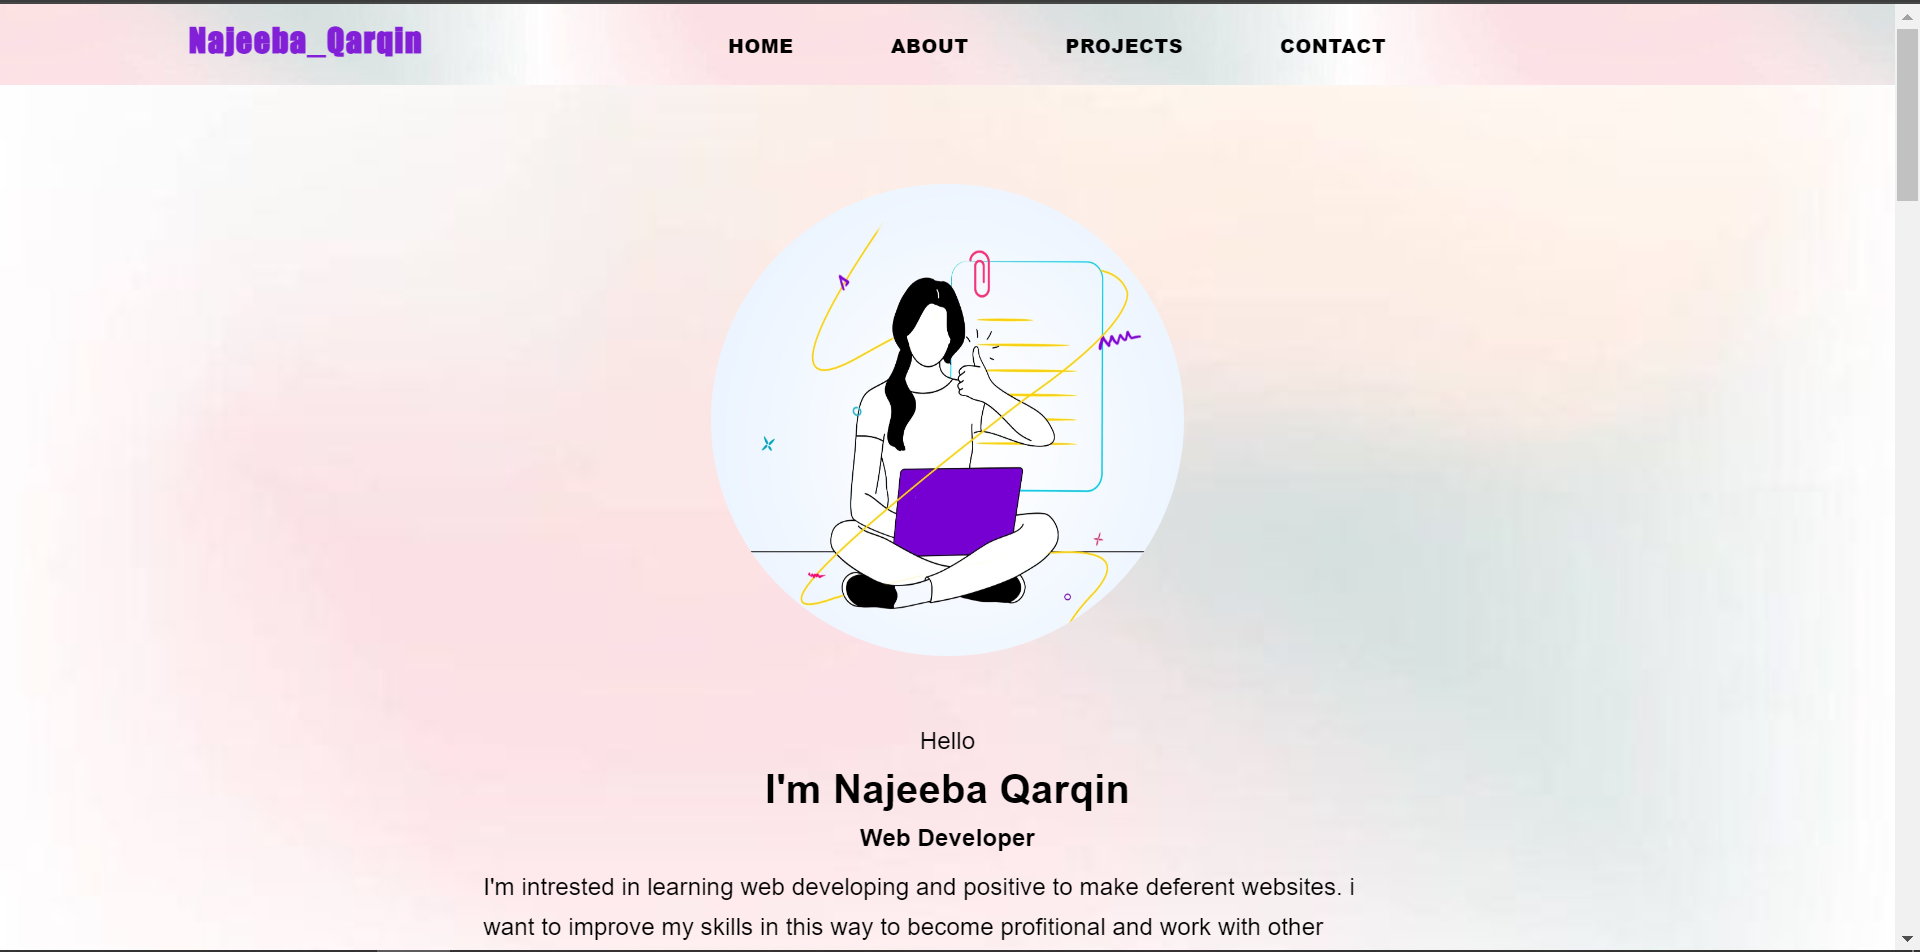 Najeeba_Qarqin
HOME ABOUT PROJECTS CONTACT
Hello
I'm Najeeba Qarqin
Web Developer
I'm intrested in learning web developing and positive to make deferent websites. i
want to improve my skills in this way to become profitional and work with other